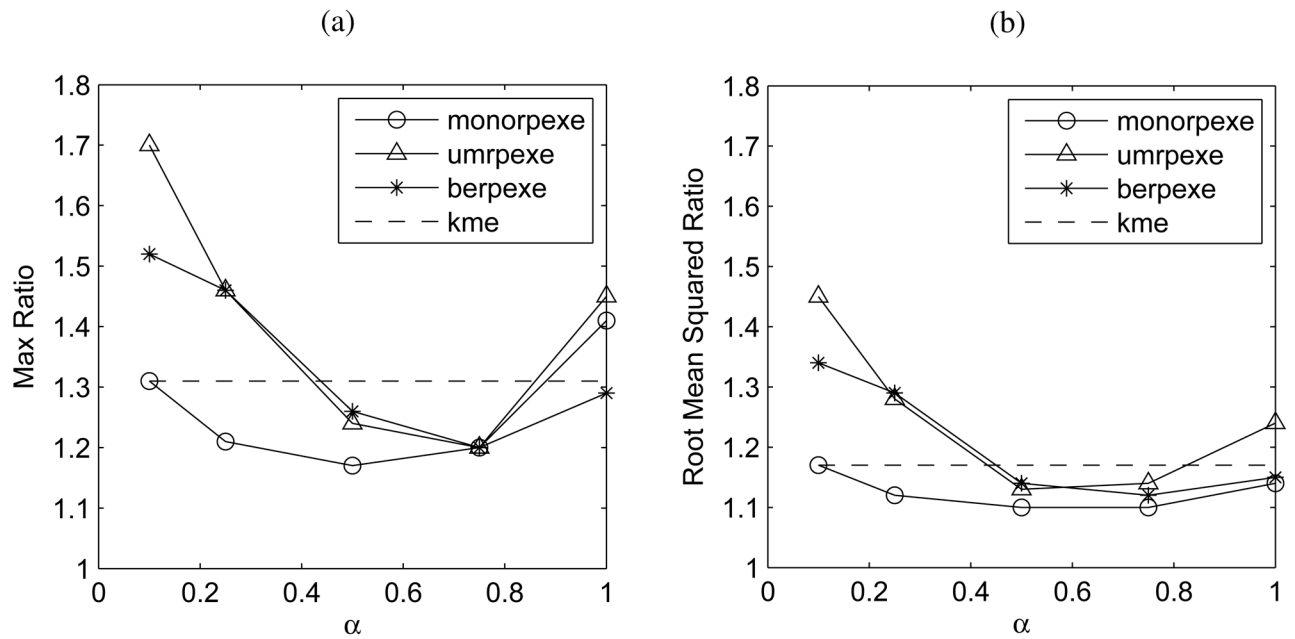 (a)
1.8
1.7
1.6
1.5
1.4
1.3
1.2
1.1
1
Max Ratio
monorpexe
umrpexe
berpexe
kme
0 0.2 0.4 0.6 0.8 1
α
(b)
1.8
1.7
1.6
1.5
1.4
1.3
1.2
1.1
1
Root Mean Squared Ratio
monorpexe
umrpexe
berpexe
kme
0 0.2 0.4 0.6 0.8 1
α